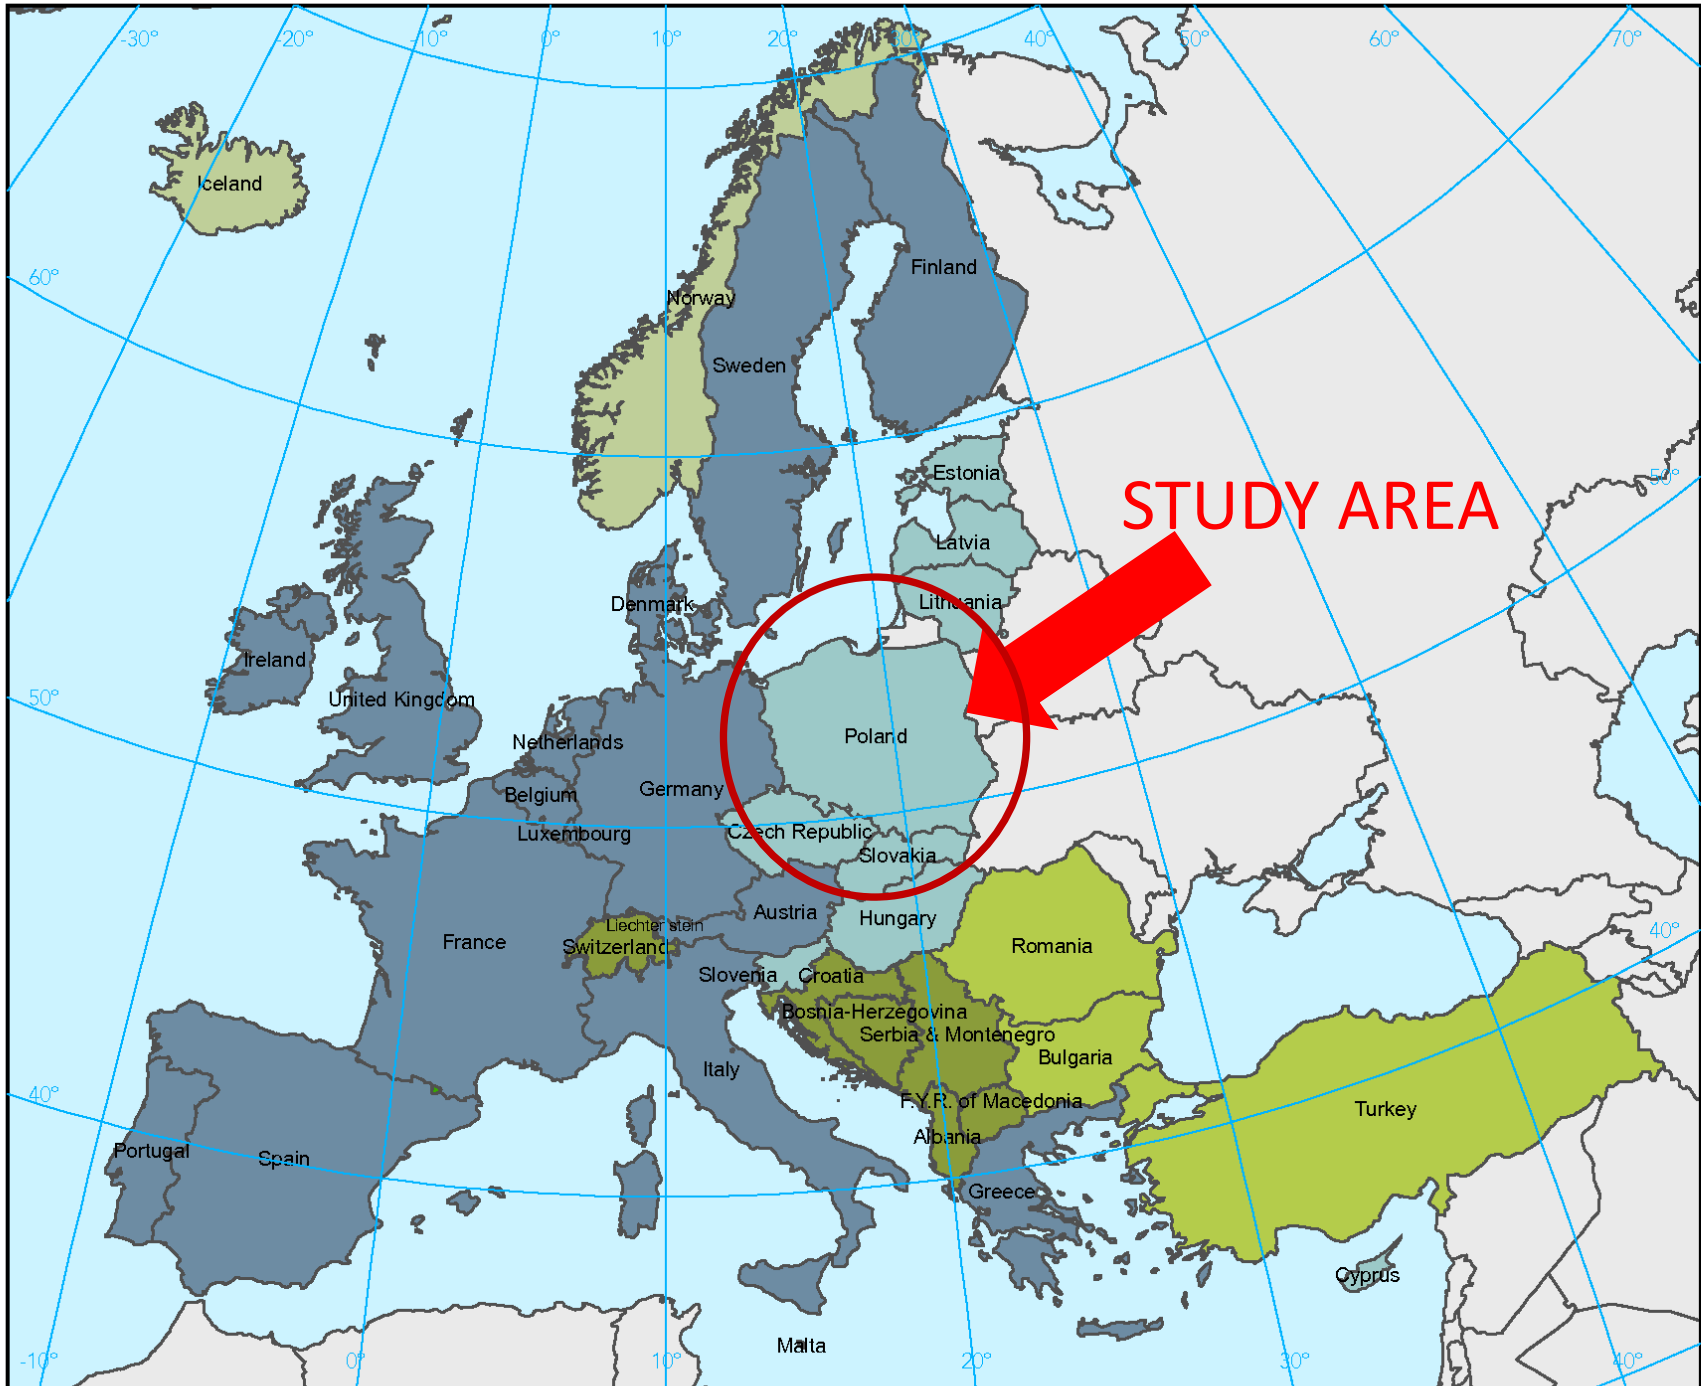 -30°
-20°
-10°
0°
10°
20°
30°
40°
50°
60°
70°
Iceland
60°
Finland
Norway
Sweden
Estonia
50°
STUDY AREA
Latvia
Lithuania
Denmark
Ireland
50°
United Kingdom
Poland
Netherlands
Germany
Belgium
Czech Republic
Luxembourg
Slovakia
Austria
Hungary
Liechtenstein
40°
France
Switzerland
Romania
Slovenia
Croatia
Bosnia-Herzegovina
Serbia & Montenegro
Bulgaria
Italy
40°
F.Y.R. of Macedonia
Turkey
Albania
Portugal
Spain
Greece
Cyprus
Malta
-10°
0°
10°
20°
30°
40°